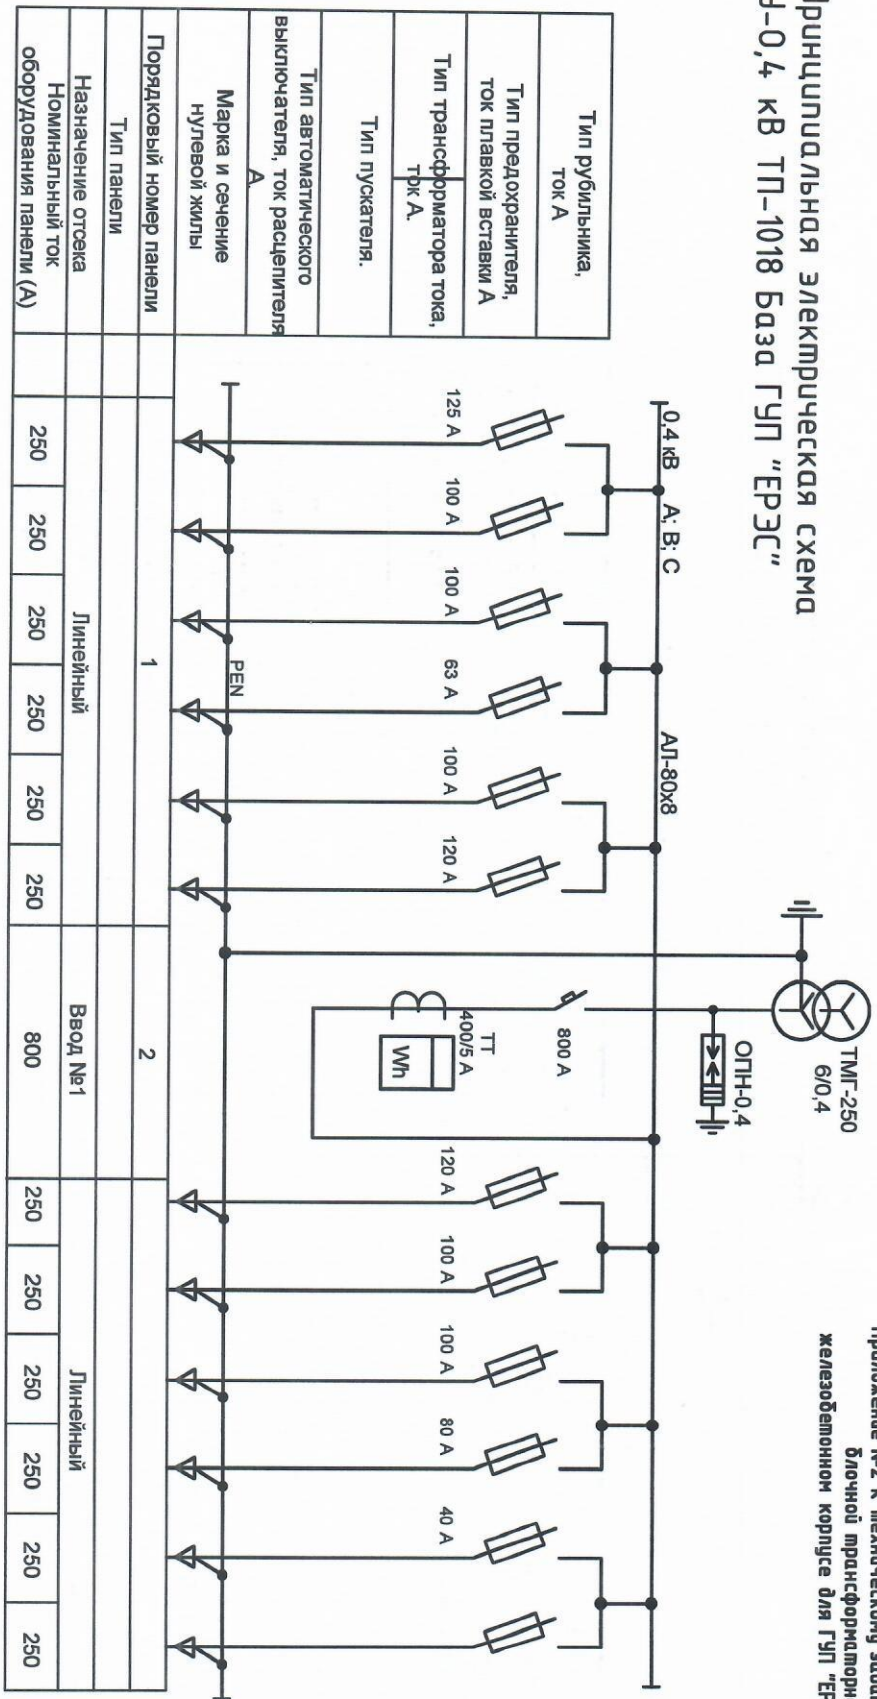 Принципиальная электрическая схема
РУ-0,4 кВ ТП-1018 База ГУП "ЕРЭС"
Приложение №2 к техническому
блочной
железобетонном корпусе для ГУП
ТМГ-250
6/0,4
ОПН-0,4
0,4 кВ А; В; С
АЛ-80х8
800 А
ТТ
400/5 А
Wh
125 А
100 А
100 А
63 А
100 А
120 А
120 А
100 А
100 А
80 А
40 А
PEN
Тип рубильника,
ток А
Тип предохранителя,
ток плавкой вставки А
Тип трансформатора тока,
ток А.
Тип пускателя.
Тип автоматического
выключателя, ток расцепителя
А.
Марка и сечение
нулевой жилы
Порядковый номер панели
1
2
Тип панели
Назначение отсека
Линейный
Ввод №1
Линейный
Номинальный ток
оборудования панели (А)
250
250
250
250
250
250
800
250
250
250
250
250
250